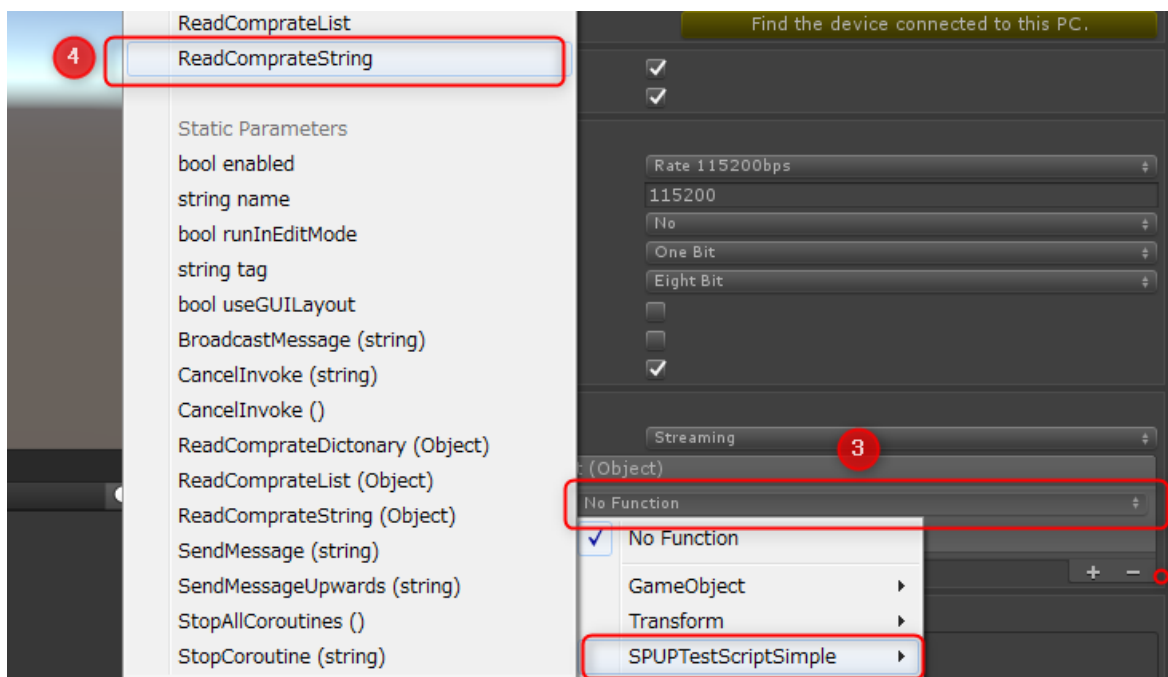 ReadComprateList
ReadComprateString
4
Static Parameters
bool enabled
string name
bool runInEditMode
string tag
bool useGUILayout
BroadcastMessage (string)
CancelInvoke (string)
CancelInvoke ()
ReadComprateDictonary (Object)
ReadComprateList (Object)
ReadComprateString (Object)
SendMessage (string)
SendMessageUpwards (string)
StopAllCoroutines ()
StopCoroutine (string)
Find the device connected to this PC.
Rate 115200bps
115200
No
One Bit
Eight Bit
Streaming
3
(Object)
No Function
No Function
GameObject
Transform
SPUPTestScriptSimple
+ −